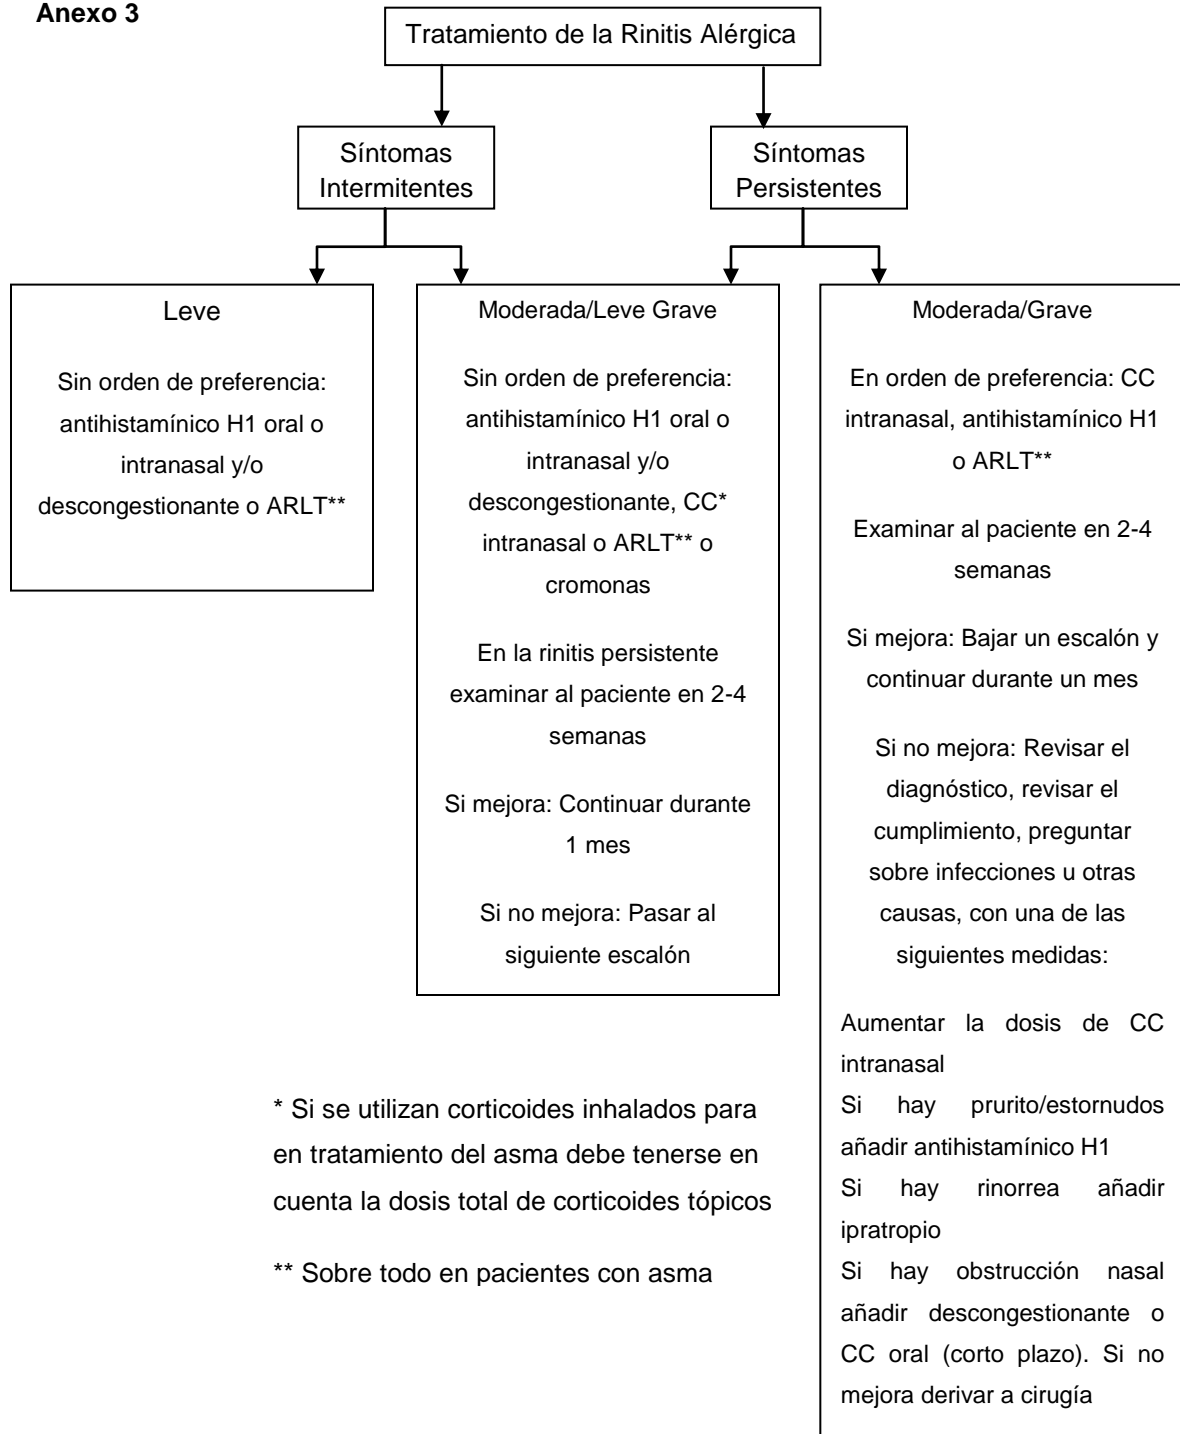 Anexo 3
Tratamiento de la Rinitis Alérgica
Síntomas
Intermitentes
Síntomas
Persistentes
Leve
Sin orden de preferencia:
antihistamínico H1 oral o
intranasal y/o
descongestionante o ARLT**
Moderada/Leve Grave
Sin orden de preferencia:
antihistamínico H1 oral o
intranasal y/o
descongestionante, CC*
intranasal o ARLT** o
cromonas
En la rinitis persistente
examinar al paciente en 2-4
semanas
Si mejora: Continuar durante
1 mes
Si no mejora: Pasar al
siguiente escalón
Moderada/Grave
En orden de preferencia: CC
intranasal, antihistamínico H1
o ARLT**
Examinar al paciente en 2-4
semanas
Si mejora: Bajar un escalón y
continuar durante un mes
Si no mejora: Revisar el
diagnóstico, revisar el
cumplimiento, preguntar
sobre infecciones u otras
causas, con una de las
siguientes medidas:
Aumentar la dosis de CC
intranasal
Si hay prurito/estornudos
añadir antihistamínico H1
Si hay rinorrea añadir
ipratropio
Si hay obstrucción nasal
añadir descongestionante o
CC oral (corto plazo). Si no
mejora derivar a cirugía
* Si se utilizan corticoides inhalados para
en tratamiento del asma debe tenerse en
cuenta la dosis total de corticoides tópicos
** Sobre todo en pacientes con asma